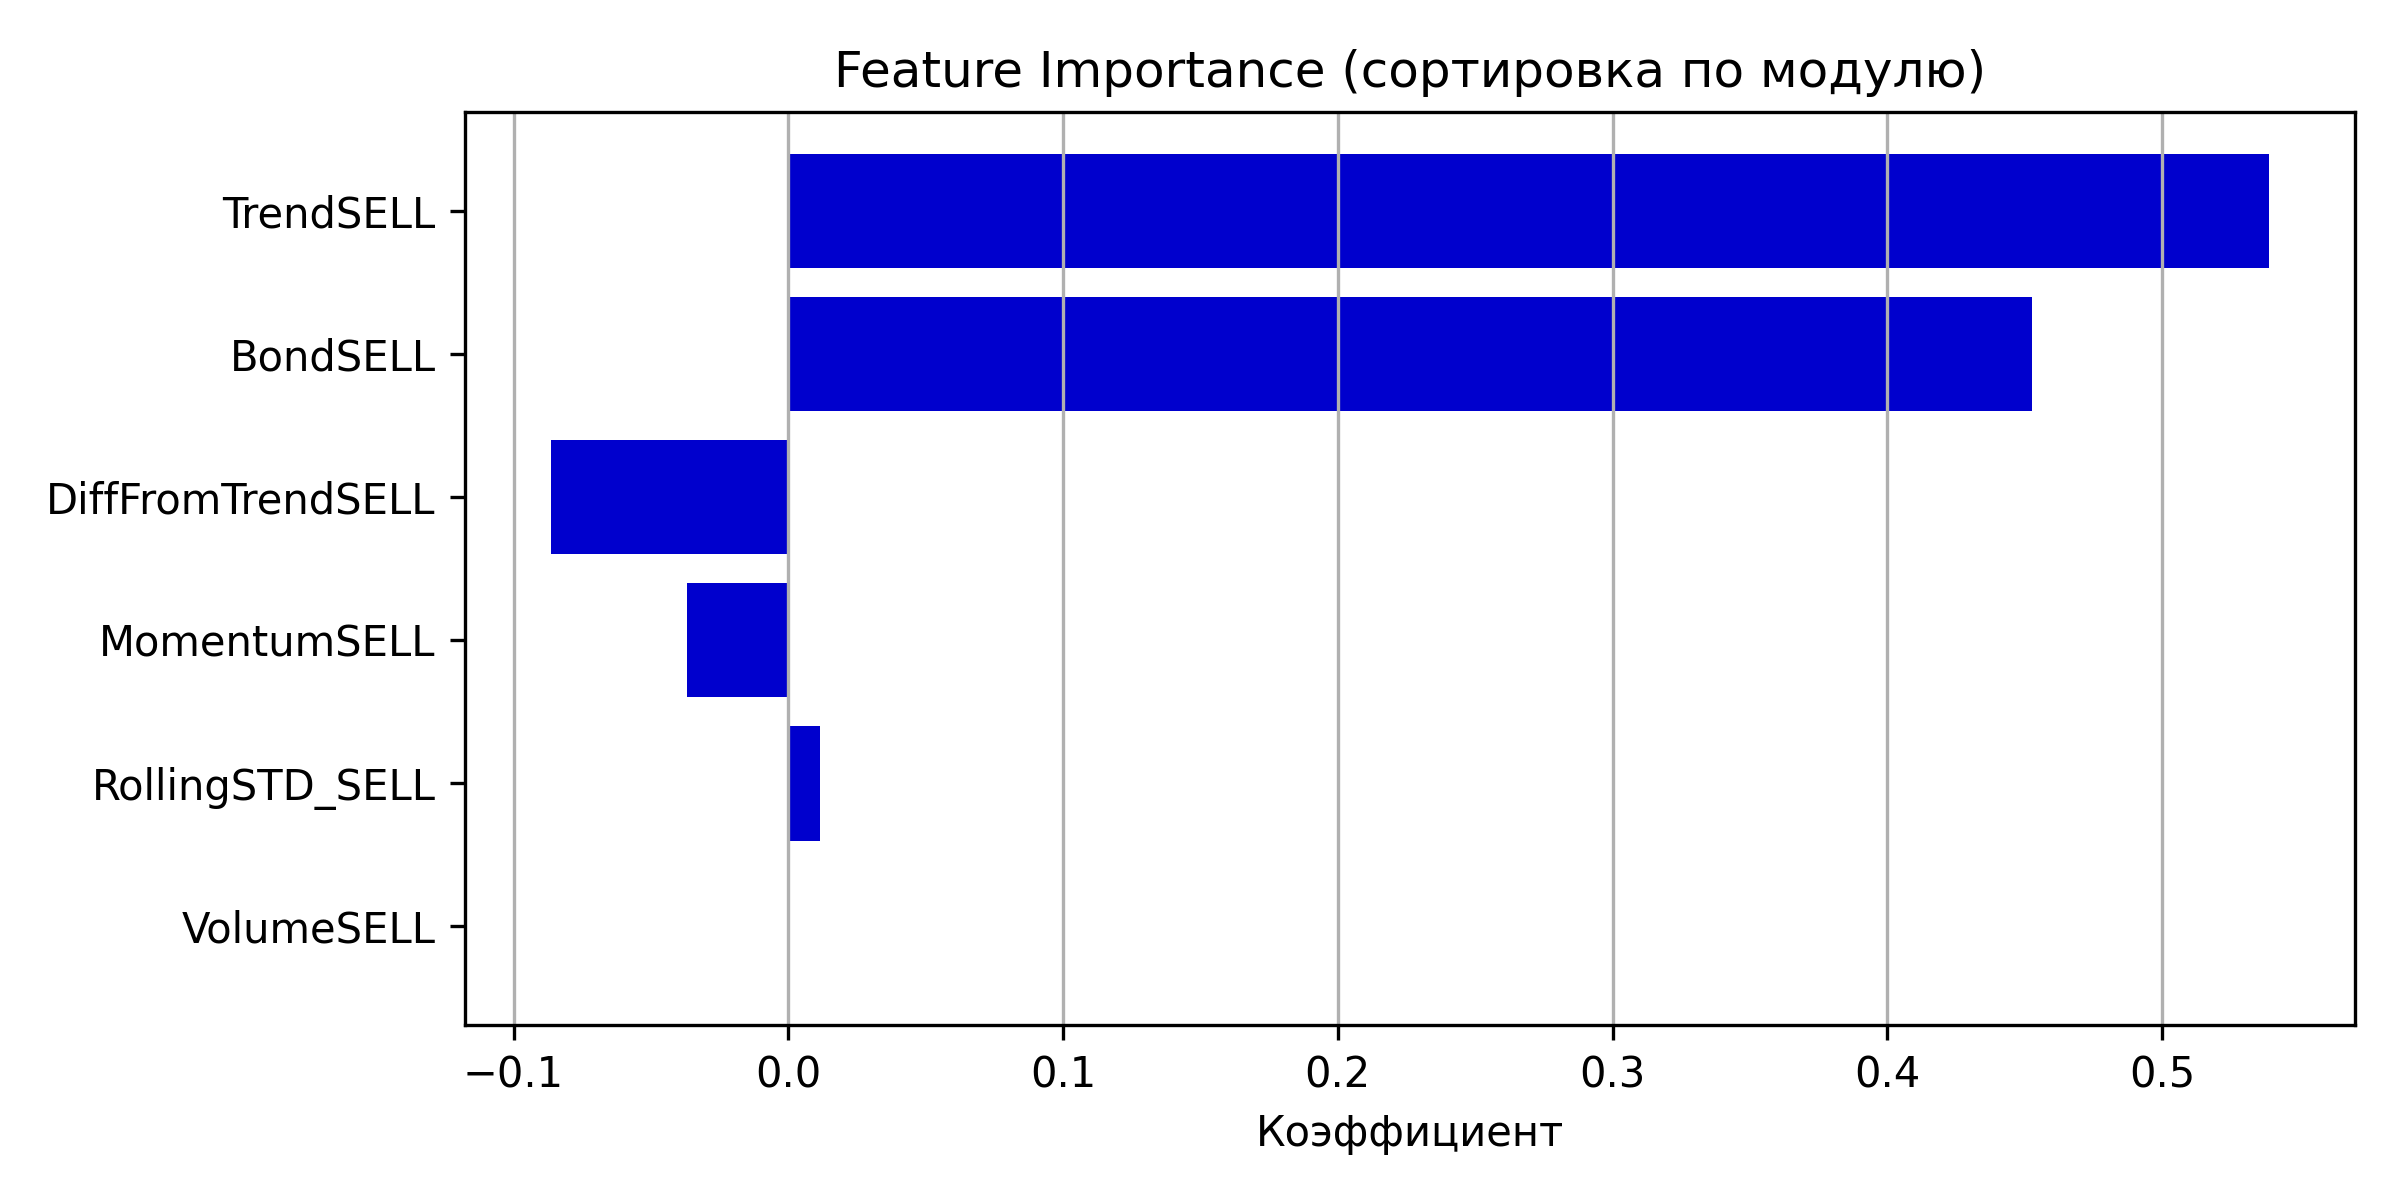 Feature Importance (сортировка по модулю)
TrendSELL
BondSELL
DiffFromTrendSELL
MomentumSELL
RollingSTD_SELL
VolumeSELL
−0.1 0.0 0.1 0.2 0.3 0.4 0.5
Коэффициент